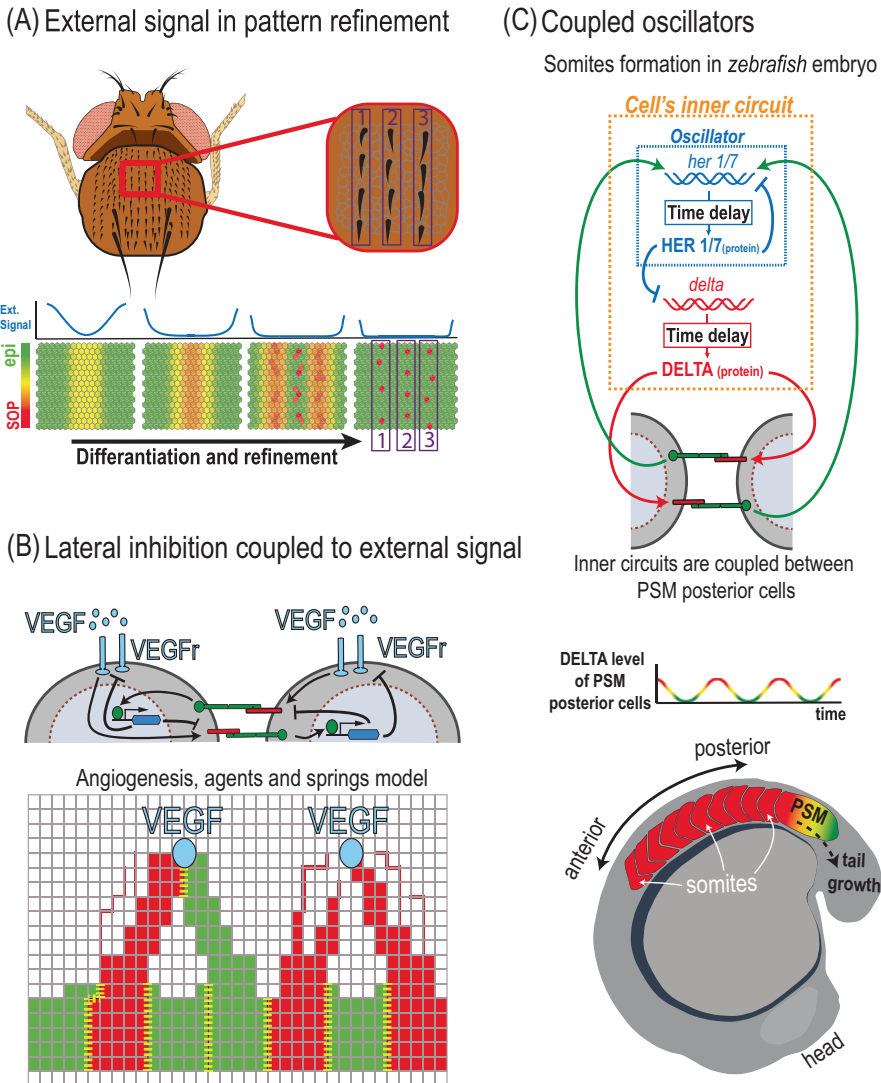 (A) External signal in pattern refinement
1 2 3
Ext.
Signal
epi
SOP
Differantiation and refinement
1 2 3
(B) Lateral inhibition coupled to external signal
VEGF
VEGFr
VEGF
VEGFr
Angiogenesis, agents and springs model
VEGF
VEGF
(C) Coupled oscillators
Somites formation in zebrafish embryo
Cell's inner circuit
Oscillator
her 1/7
Time delay
HER 1/7(protein)
delta
Time delay
DELTA (protein)
Inner circuits are coupled between
PSM posterior cells
DELTA level
of PSM
posterior cells
time
posterior
anterior
PSM
somites
tail
growth
head